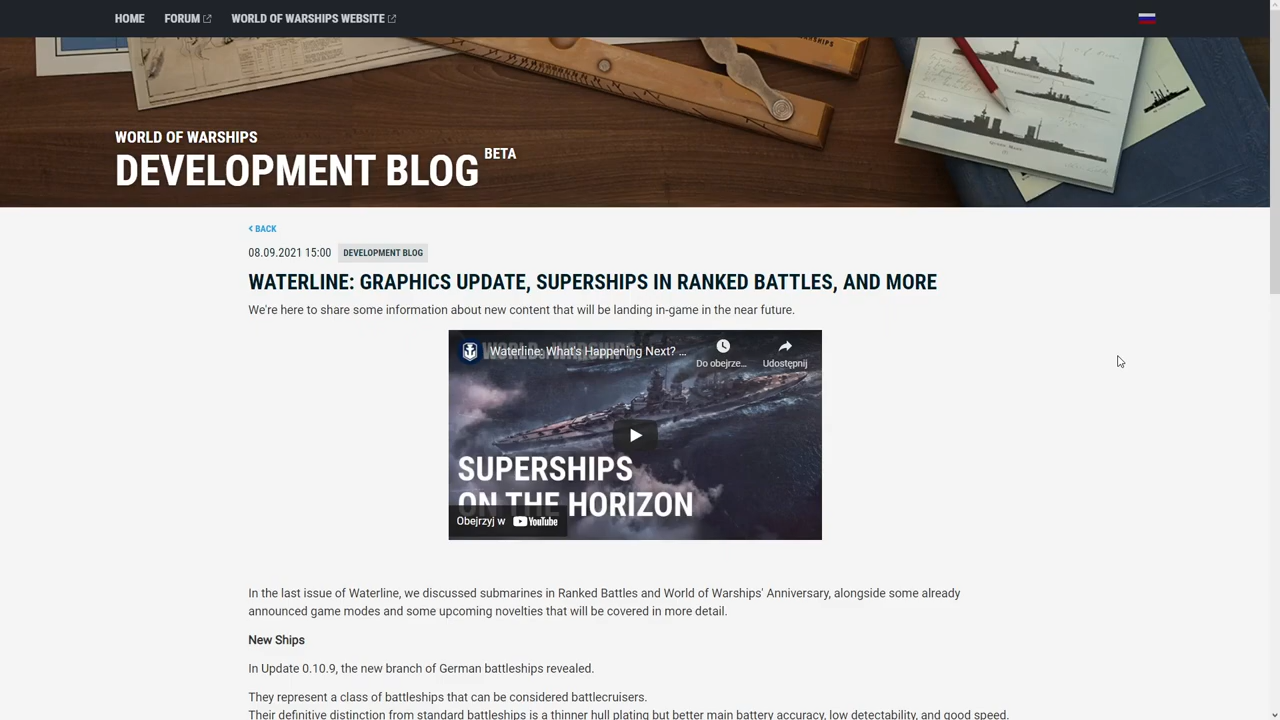 HOME FORUM WORLD OF WARSHIPS WEBSITE
WORLD OF WARSHIPS
DEVELOPMENT BLOG BETA
BACK
08.09.2021 15:00 DEVELOPMENT BLOG
WATERLINE: GRAPHICS UPDATE, SUPERSHIPS IN RANKED BATTLES, AND MORE
We're here to share some information about new content that will be landing in-game in the near future.
Waterline: What's Happening Next? ...
Do obejrze... Udostępnij
SUPERSHIPS
ON THE HORIZON
Obejrzyj w YouTube
In the last issue of Waterline, we discussed submarines in Ranked Battles and World of Warships' Anniversary, alongside some already
announced game modes and some upcoming novelties that will be covered in more detail.
New Ships
In Update 0.10.9, the new branch of German battleships revealed.
They represent a class of battleships that can be considered battlecruisers.
Their definitive distinction from standard battleships is a thinner hull plating but better main battery accuracy, low detectability, and good speed.